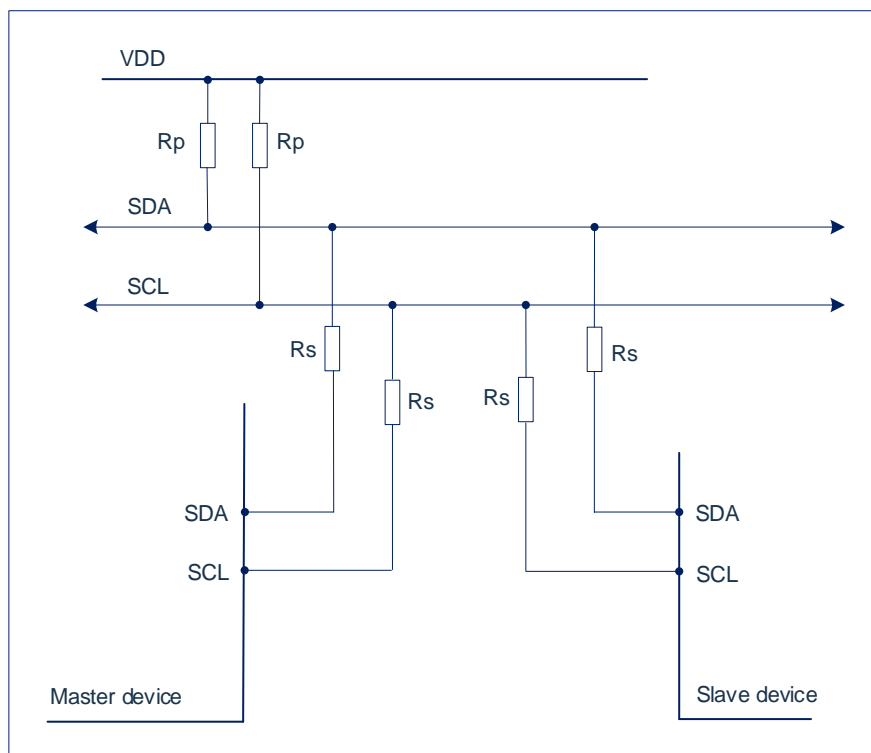 VDD
Rp
Rp
SDA
SCL
Rs
Rs
Rs
Rs
SDA
SDA
SCL
SCL
Master device
Slave device